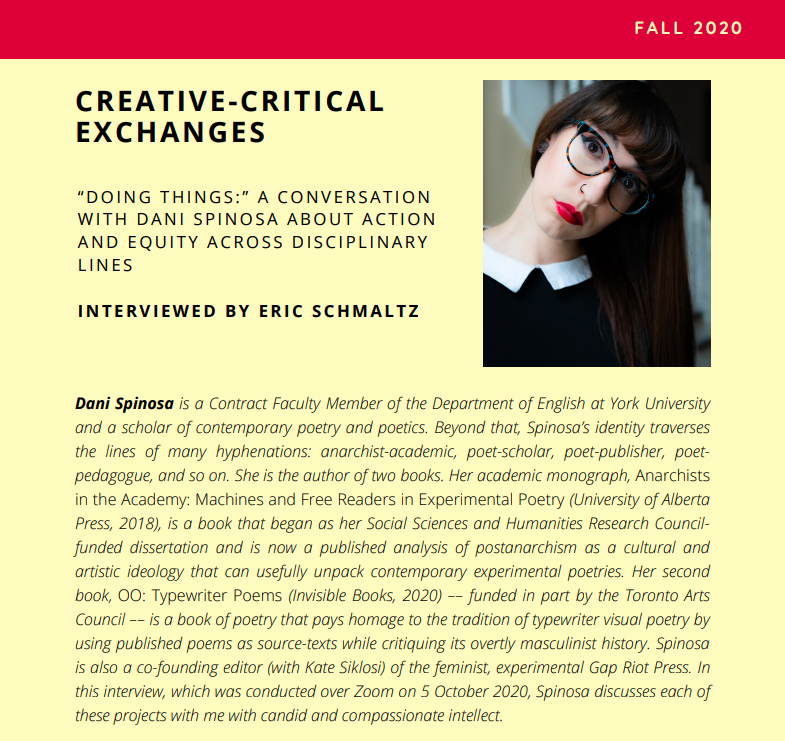 FALL 2020
CREATIVE-CRITICAL
EXCHANGES
“DOING THINGS:” A CONVERSATION
WITH DANI SPINOSA ABOUT ACTION
AND EQUITY ACROSS DISCIPLINARY
LINES
INTERVIEWED BY ERIC SCHMALTZ
Dani Spinosa is a Contract Faculty Member of the Department of English at York University
and a scholar of contemporary poetry and poetics. Beyond that, Spinosa’s identity traverses
the lines of many hyphenations: anarchist-academic, poet-scholar, poet-publisher, poet-
pedagogue, and so on. She is the author of two books. Her academic monograph, Anarchists
in the Academy: Machines and Free Readers in Experimental Poetry (University of Alberta
Press, 2018), is a book that began as her Social Sciences and Humanities Research Council-
funded dissertation and is now a published analysis of postanarchism as a cultural and
artistic ideology that can usefully unpack contemporary experimental poetries. Her second
book, OO: Typewriter Poems (Invisible Books, 2020) –– funded in part by the Toronto Arts
Council –– is a book of poetry that pays homage to the tradition of typewriter visual poetry by
using published poems as source-texts while critiquing its overtly masculinist history. Spinosa
is also a co-founding editor (with Kate Siklosi) of the feminist, experimental Gap Riot Press. In
this interview, which was conducted over Zoom on 5 October 2020, Spinosa discusses each of
these projects with me with candid and compassionate intellect.